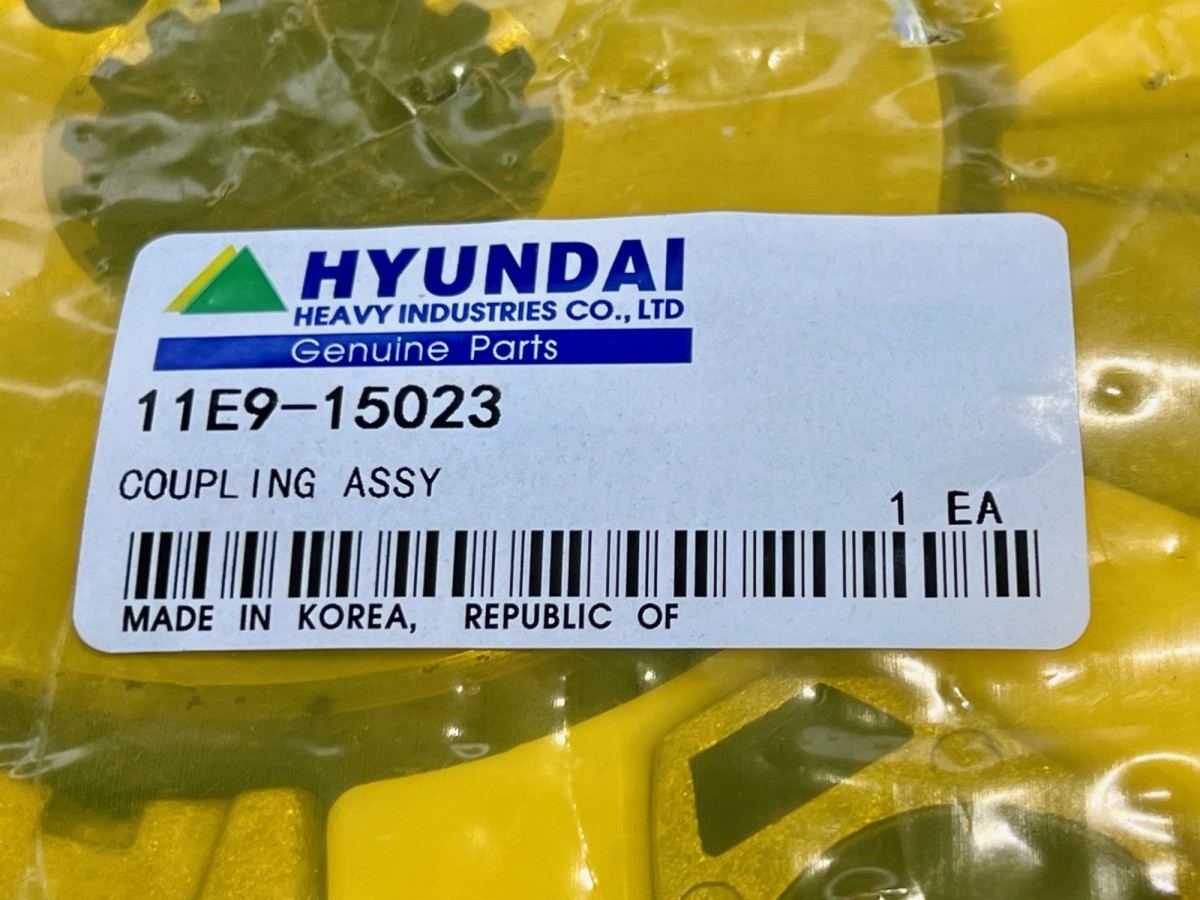 HYUNDAI
HEAVY INDUSTRIES CO., LTD
Genuine Parts
11E9-15023
COUPLING ASSY
1 EA
MADE IN KOREA, REPUBLIC OF